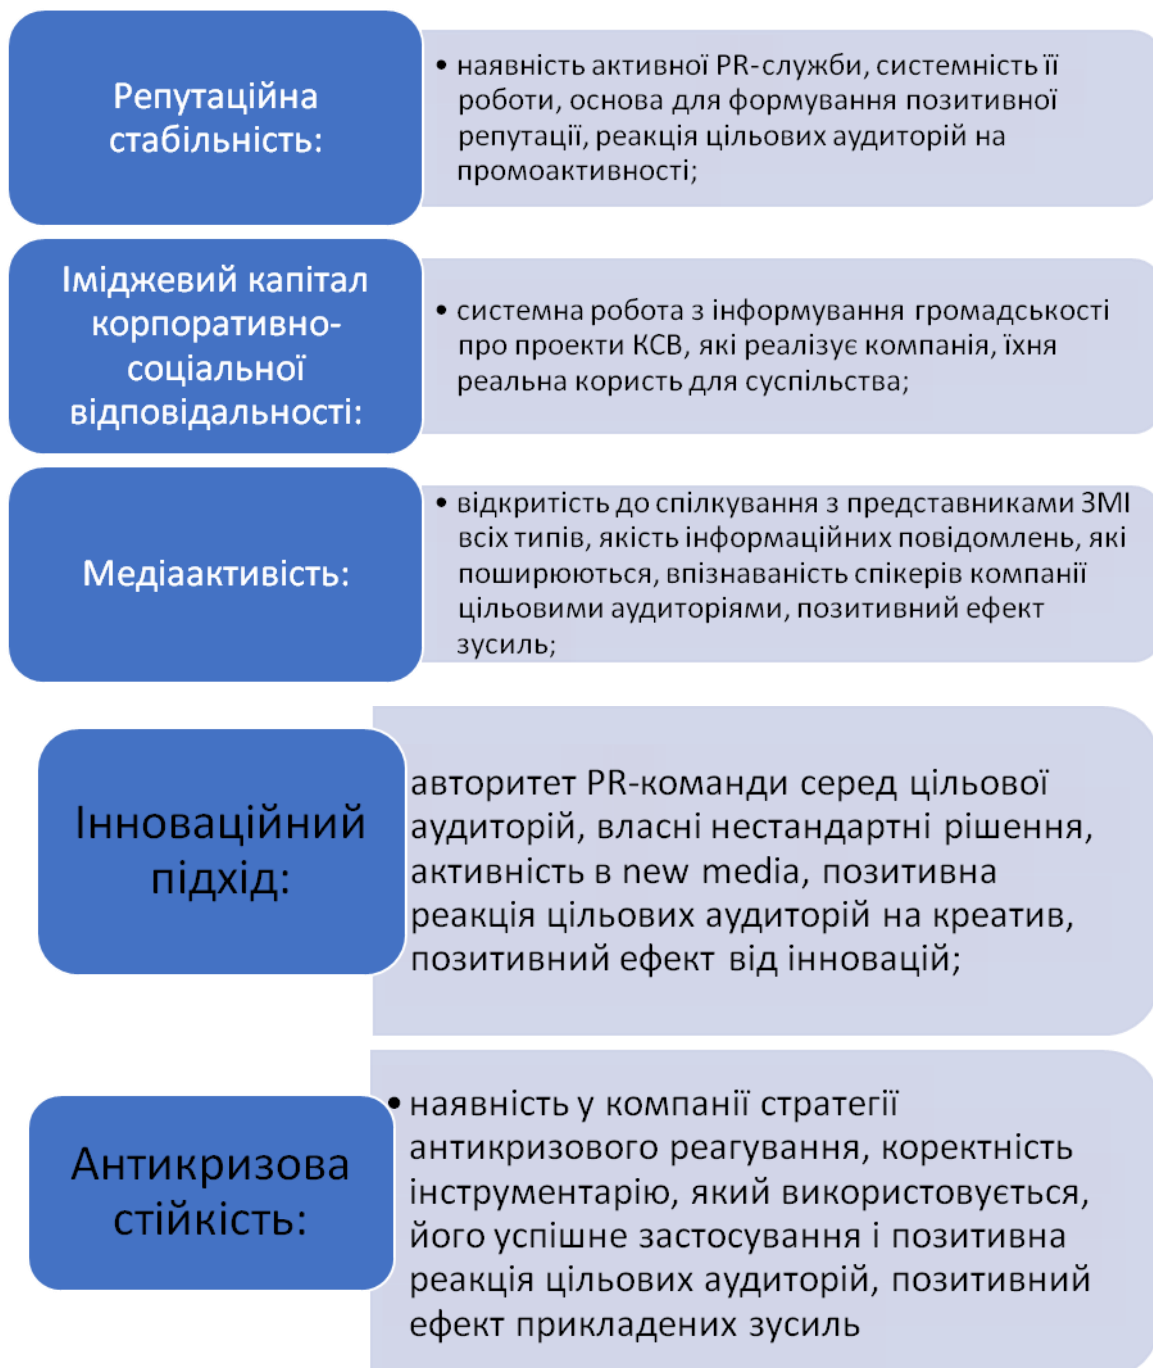 Репутаційна
стабільність:
• наявність активної PR-служби, системність її
роботи, основа для формування позитивної
репутації, реакція цільових аудиторій на
промоактивності;
Іміджевий капітал
корпоративно-
соціальної
відповідальності:
• системна робота з інформування громадськості
про проекти КСВ, які реалізує компанія, їхня
реальна користь для суспільства;
Медіаактивість:
• відкритість до спілкування з представниками ЗМІ
всіх типів, якість інформаційних повідомлень, які
поширюються, впізнаваність спікерів компанії
цільовими аудиторіями, позитивний ефект
зусиль;
Інноваційний
підхід:
авторитет PR-команди серед цільової
аудиторій, власні нестандартні рішення,
активність в new media, позитивна
реакція цільових аудиторій на креатив,
позитивний ефект від інновацій;
Антикризова
стійкість:
• наявність у компанії стратегії
антикризового реагування, коректність
інструментарію, який використовується,
його успішне застосування і позитивна
реакція цільових аудиторій, позитивний
ефект прикладених зусиль